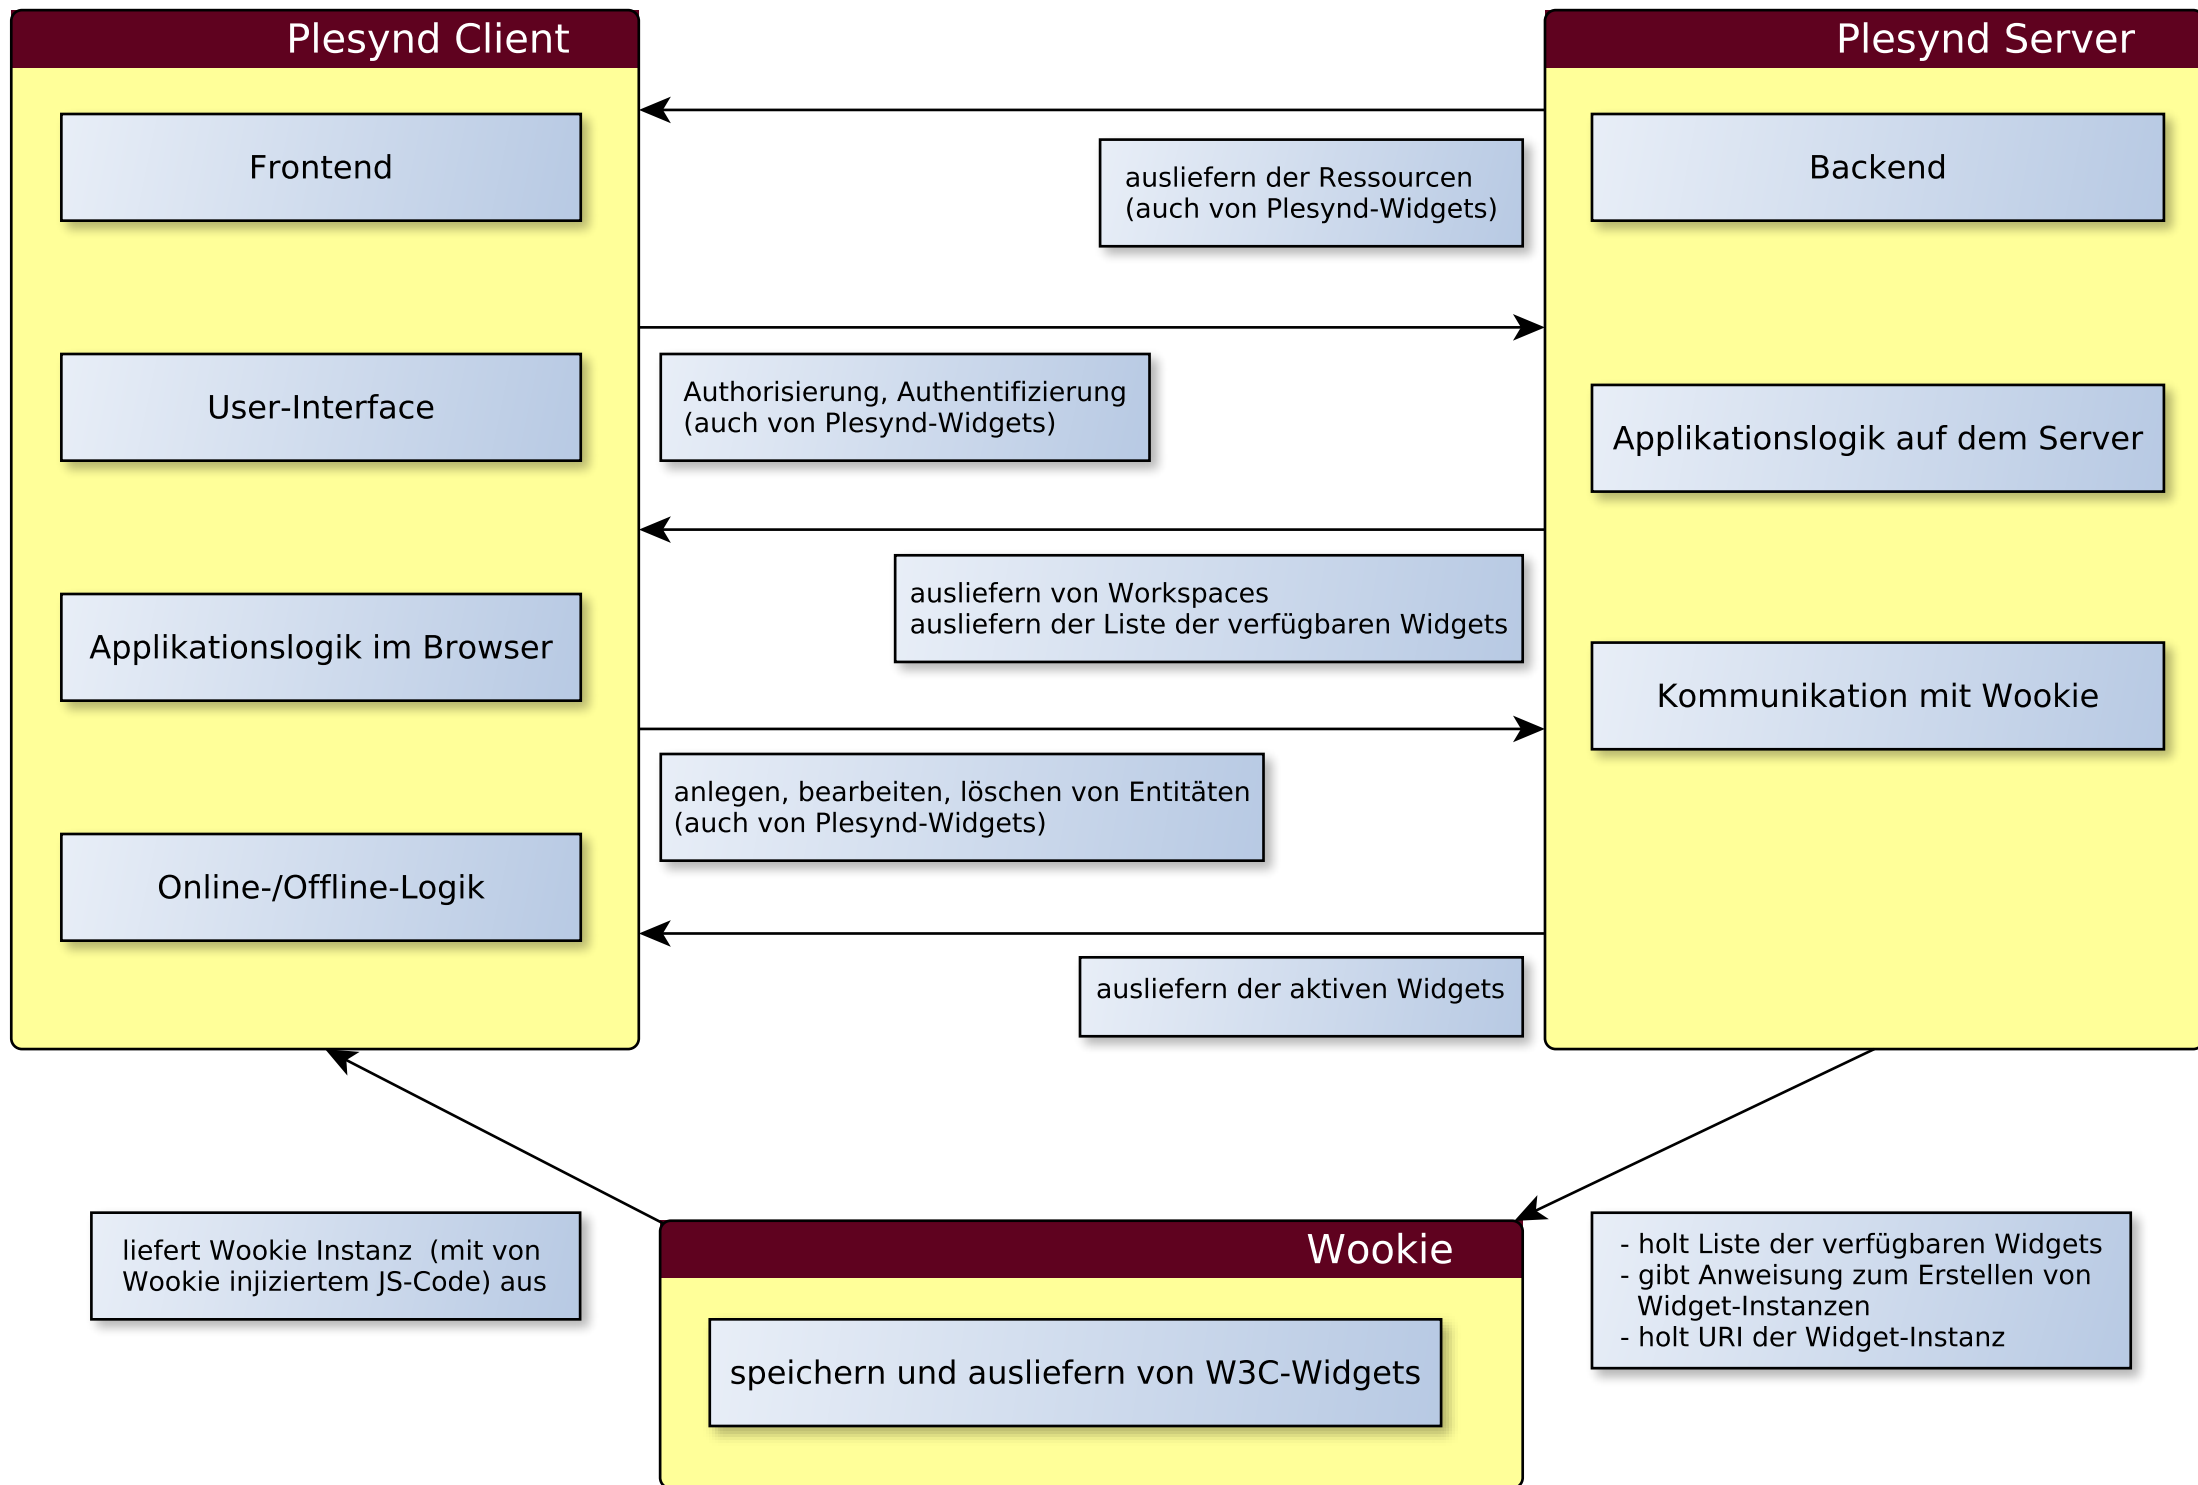 Plesynd Client
Frontend
User-Interface
Applikationslogik im Browser
Online-/Offline-Logik
ausliefern der Ressourcen
(auch von Plesynd-Widgets)
Authorisierung, Authentifizierung
(auch von Plesynd-Widgets)
ausliefern von Workspaces
ausliefern der Liste der verfügbaren Widgets
anlegen, bearbeiten, löschen von Entitäten
(auch von Plesynd-Widgets)
ausliefern der aktiven Widgets
Plesynd Server
Backend
Applikationslogik auf dem Server
Kommunikation mit Wookie
liefert Wookie Instanz (mit von
Wookie injiziertem JS-Code) aus
Wookie
speichern und ausliefern von W3C-Widgets
- holt Liste der verfügbaren Widgets
- gibt Anweisung zum Erstellen von
Widget-Instanzen
- holt URI der Widget-Instanz